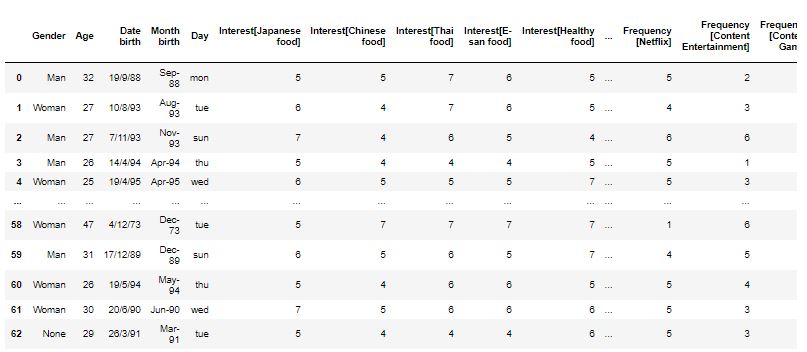 Gender Age Date birth Month birth Day Interest[Japanese food] Interest[Chinese food] Interest[Thai food] Interest[E-san food] Interest[Healthy food] ... Frequency [Netflix] Frequency [Content Entertainment]
0 Man 32 19/9/88 Sep-88 mon 5 5 7 6 5 ... 5 2
1 Woman 27 10/8/93 Aug-93 tue 6 4 7 6 5 ... 4 3
2 Man 27 7/11/93 Nov-93 sun 7 4 6 5 4 ... 6 6
3 Man 26 14/4/94 Apr-94 thu 5 4 4 4 5 ... 5 1
4 Woman 25 19/4/95 Apr-95 wed 6 5 5 5 7 ... 5 3
... ... ... ... ... ... ... ... ... ... ... ... ... ...
58 Woman 47 4/12/73 Dec-73 tue 5 7 7 7 7 ... 1 6
59 Man 31 17/12/89 Dec-89 sun 6 5 6 5 7 ... 4 5
60 Woman 26 19/5/94 May-94 thu 5 4 6 6 5 ... 5 4
61 Woman 30 20/6/90 Jun-90 wed 7 5 6 6 6 ... 5 3
62 None 29 26/3/91 Mar-91 tue 5 4 4 4 6 ... 5 3